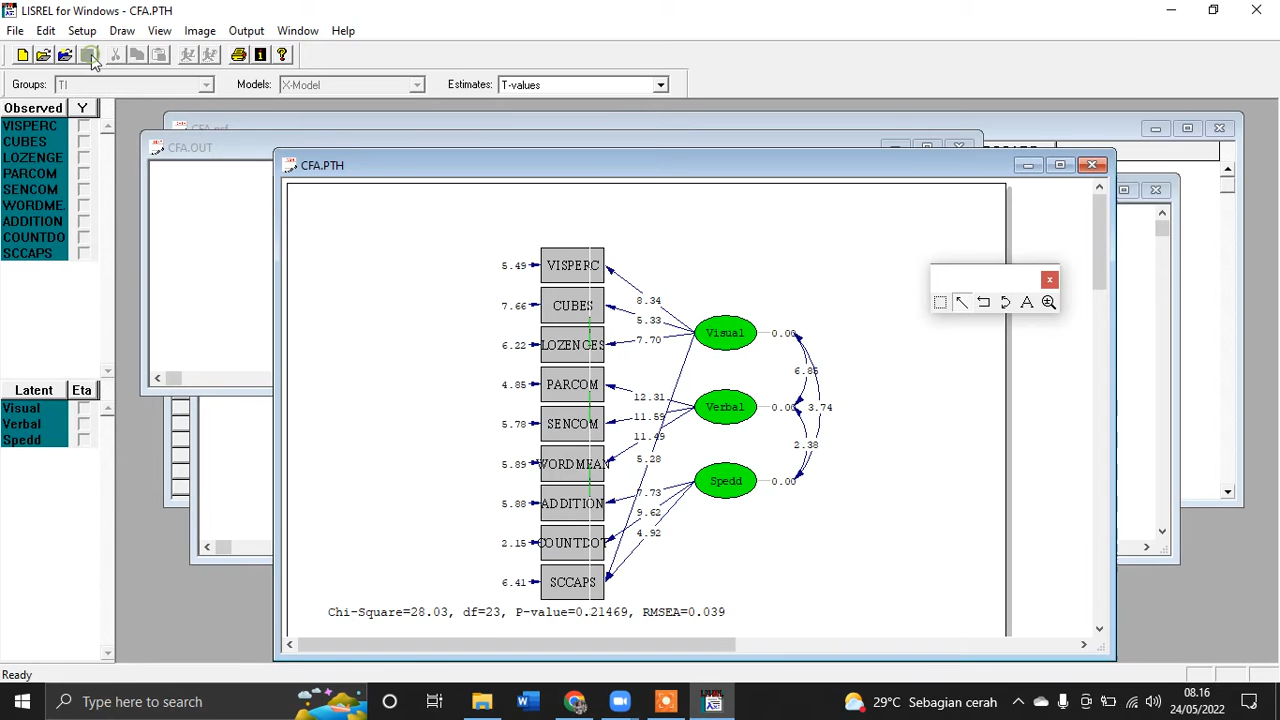 LISREL for Windows - CFA.PTH
File Edit Setup Draw View Image Output Window Help
Groups: TI Models: X-Model Estimates: T-values
Observed Y
VISPERC
CUBES
LOZENGE
PARCOM
SENCOM
WORDME.
ADDITION
COUNTDO
SCCAPS
Latent Eta
Visual
Verbal
Spedd
CFA.psf
CFA.OUT
CFA.PTH
5.49 VISPERC
8.34
7.66 CUBES
5.33
Visual 0.00
6.22 LOZENGES
7.70
6.85
4.85 PARCOM
12.31
Verbal 0.00 3.74
5.78 SENCOM
11.59
11.49
2.38
5.89 WORDMEAN
5.28
Spedd 0.00
7.73
5.88 ADDITION
9.62
4.92
2.15 COUNTDOT
6.41 SCCAPS
Chi-Square=28.03, df=23, P-value=0.21469, RMSEA=0.039
Ready
Type here to search
29°C Sebagian cerah
08.16
24/05/2022